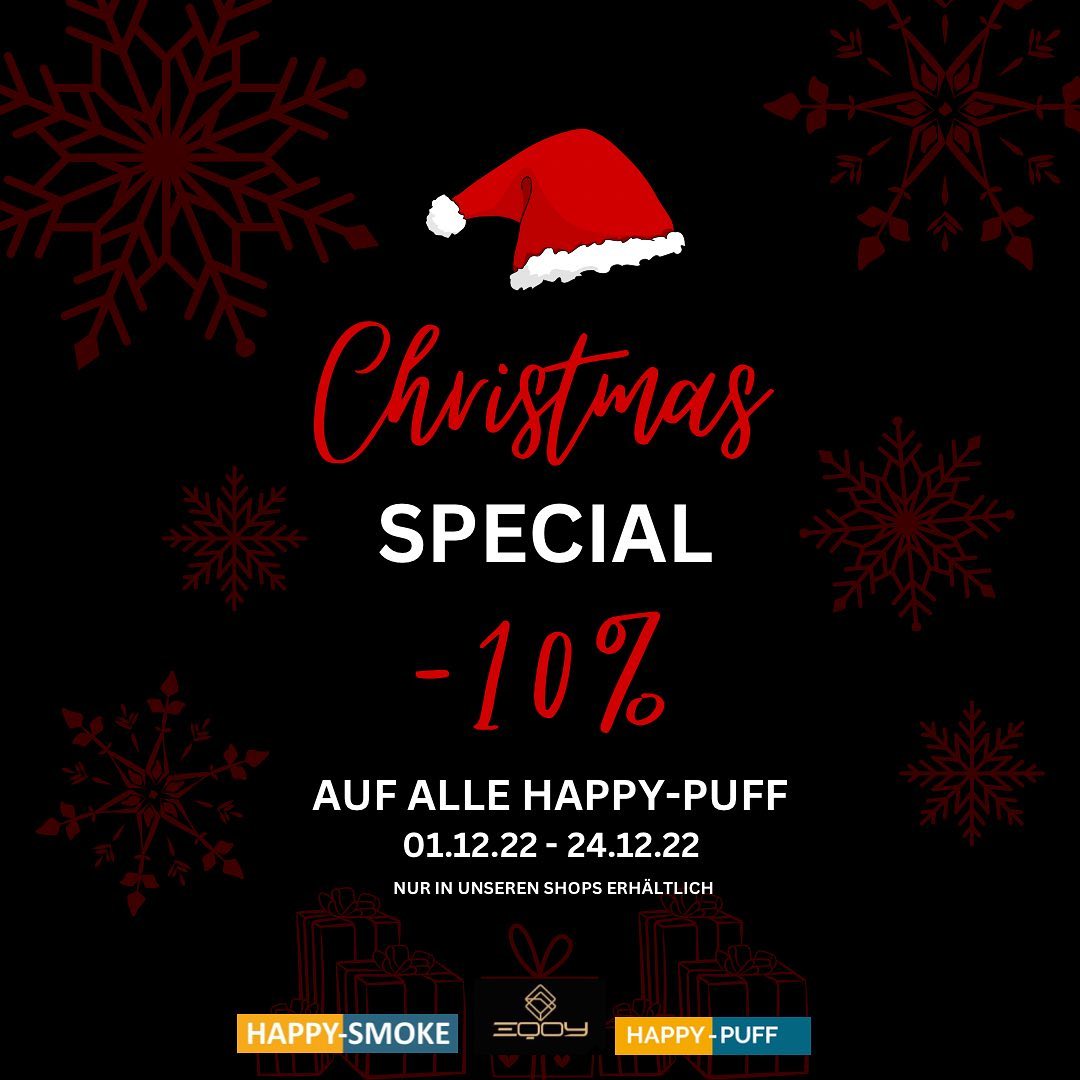 Christmas
SPECIAL
-10%
AUF ALLE HAPPY-PUFF
01.12.22 - 24.12.22
NUR IN UNSEREN SHOPS ERHÄLTLICH
HAPPY-SMOKE
EQOY
HAPPY-PUFF